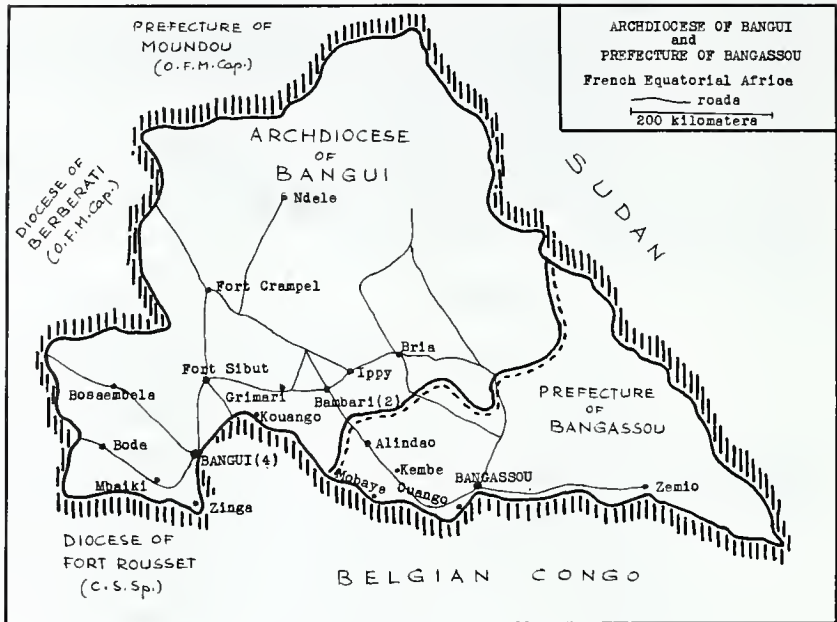 PREFECTURE OF
MOUNDOU
(O.F.M.Cap.)
ARCHDIOCESE OF BANGUI
and
PREFECTURE OF BANGASSOU
French Equatorial Africa
roads
200 kilometers
ARCHDIOCESE
OF
BANGUI
SUDAN
DIOCESE OF
BERBERATI
(O.F.M.Cap.)
Ndele
Fort Crampel
Bria
Fort Sibut
Ippy
Bossembela
Grimari
Bambari(2)
PREFECTURE
OF
BANGASSOU
Kouango
Boda
BANGUI(4)
Alindao
Kembe
BANGASSOU
Mbaiki
Mobaye
Ouango
Zemio
Zinga
DIOCESE OF
FORT ROUSSET
(C.S.Sp.)
BELGIAN CONGO